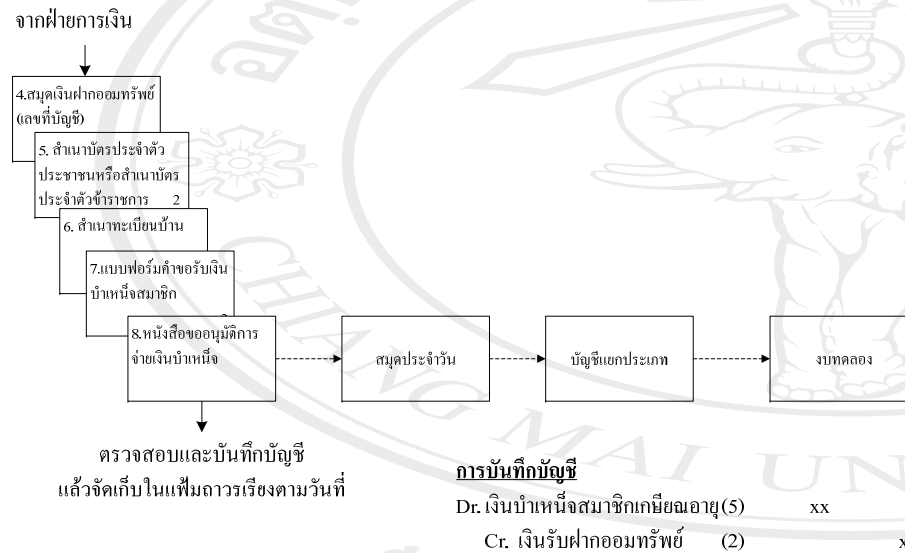 จากฝ่ายการเงิน
4.สมุดเงินฝากออมทรัพย์
(เลขที่บัญชี)
5. สำเนาบัตรประจำตัว
ประชาชนหรือสำเนาบัตร
ประจำตัวข้าราชการ 2
6. สำเนาทะเบียนบ้าน
7.แบบฟอร์มคำขอรับเงิน
บำเหน็จสมาชิก
8.หนังสือขออนุมัติการ
จ่ายเงินบำเหน็จ
สมุดประจำวัน
บัญชีแยกประเภท
งบทดลอง
ตรวจสอบและบันทึกบัญชี
แล้วจัดเก็บในแฟ้มถาวรเรียงตามวันที่
การบันทึกบัญชี
Dr. เงินบำเหน็จสมาชิกเกษียณอายุ(5) xx
Cr. เงินรับฝากออมทรัพย์ (2) x
CHIANG MAI UN